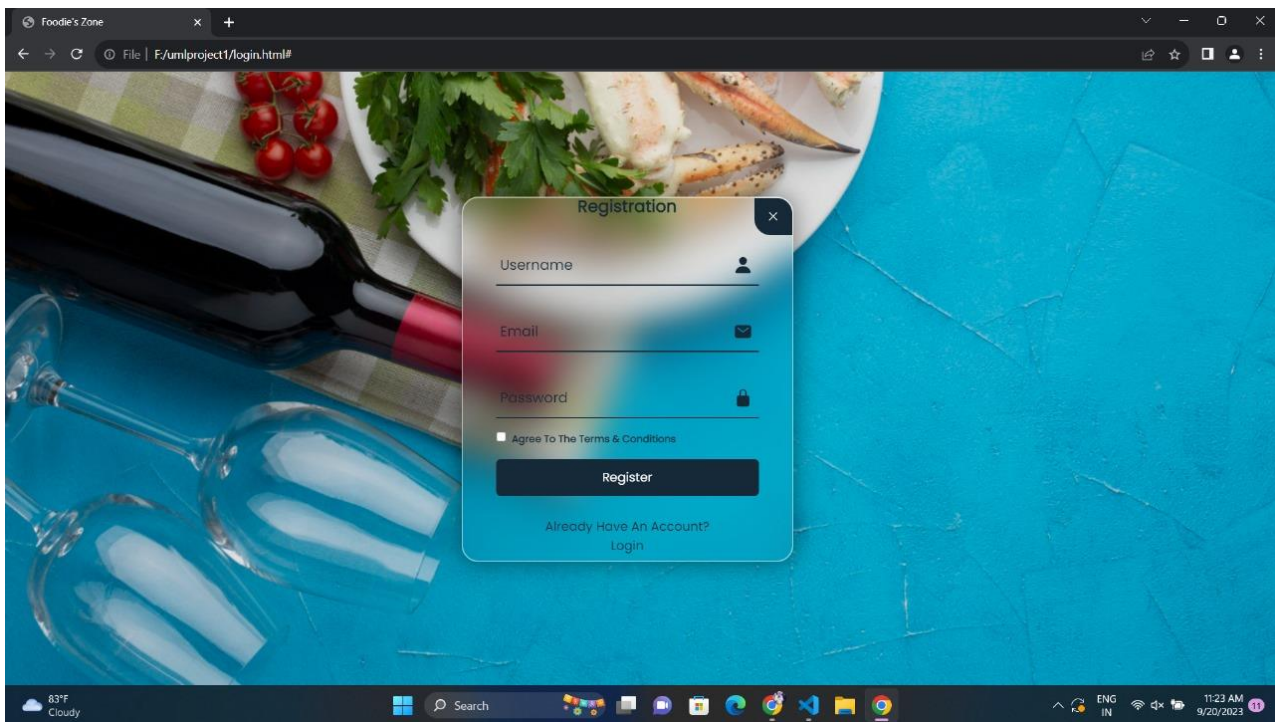 Foodie's Zone
File | F:/umlproject1/login.html#
Registration
Username
Email
Password
Agree To The Terms & Conditions
Register
Already Have An Account?
Login
83°F
Cloudy
Search
ENG
IN
11:23 AM
9/20/2023
11